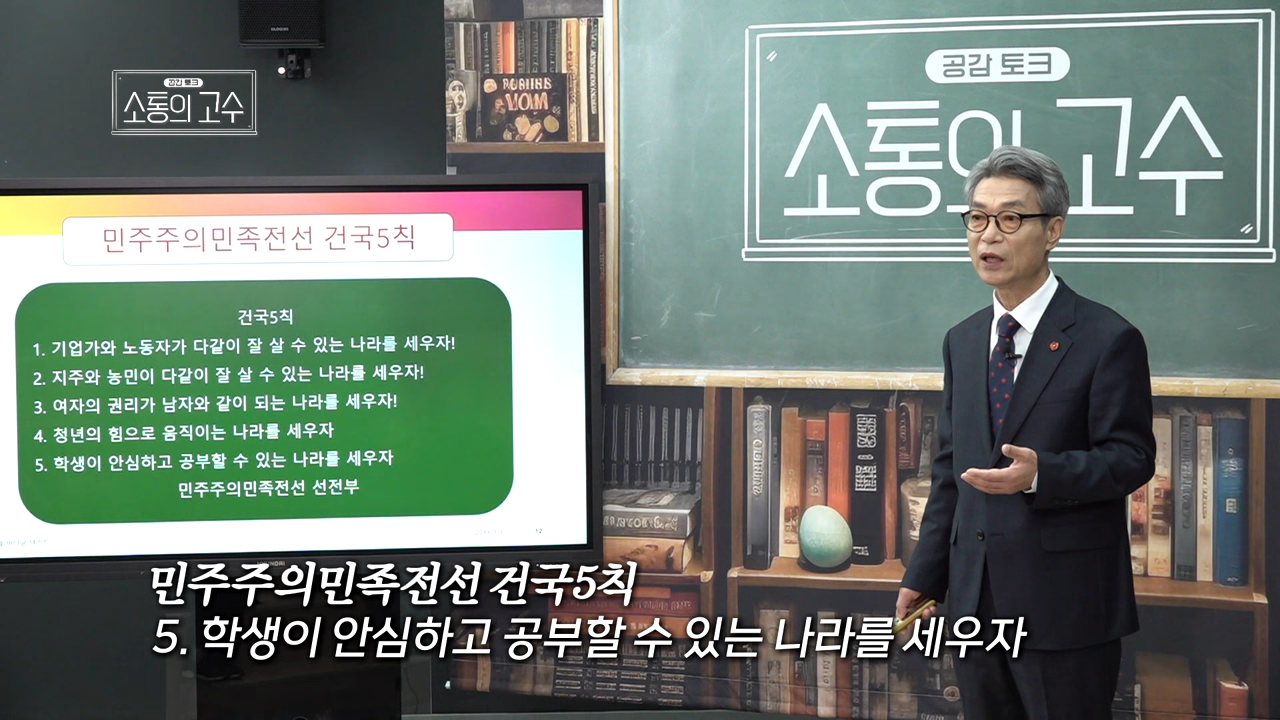 공감 토크
소통의 고수
공감 토크
소통의 고수
민주주의민족전선 건국5칙
건국5칙
1. 기업가와 노동자가 다같이 잘 살 수 있는 나라를 세우자!
2. 지주와 농민이 다같이 잘 살 수 있는 나라를 세우자!
3. 여자의 권리가 남자와 같이 되는 나라를 세우자!
4. 청년의 힘으로 움직이는 나라를 세우자
5. 학생이 안심하고 공부할 수 있는 나라를 세우자
민주주의민족전선 선전부
12
민주주의민족전선 건국5칙
5. 학생이 안심하고 공부할 수 있는 나라를 세우자